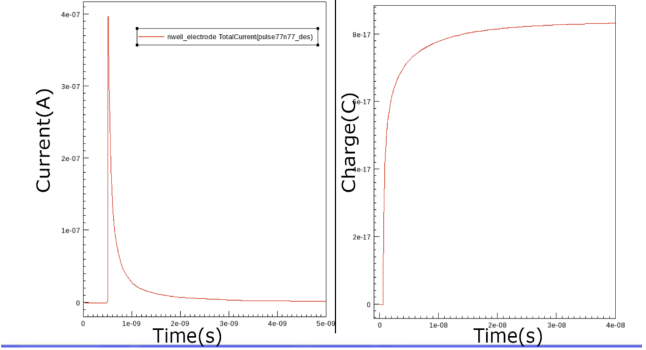 4e-07
nwell_electrode TotalCurrent(pulse77n77_des)
3e-07
Current(A)
2e-07
1e-07
0
0 1e-09 2e-09 3e-09 4e-09 5e-09
Time(s)
8e-17
6e-17
Charge(C)
4e-17
2e-17
0
0 1e-08 2e-08 3e-08 4e-08
Time(s)